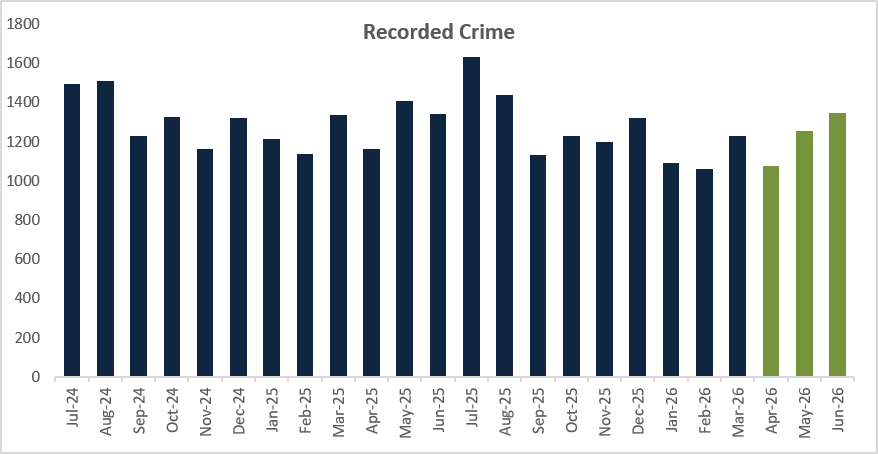 Recorded Crime
1800
1600
1400
1200
1000
800
600
400
200
0
Jul-24
Aug-24
Sep-24
Oct-24
Nov-24
Dec-24
Jan-25
Feb-25
Mar-25
Apr-25
May-25
Jun-25
Jul-25
Aug-25
Sep-25
Oct-25
Nov-25
Dec-25
Jan-26
Feb-26
Mar-26
Apr-26
May-26
Jun-26